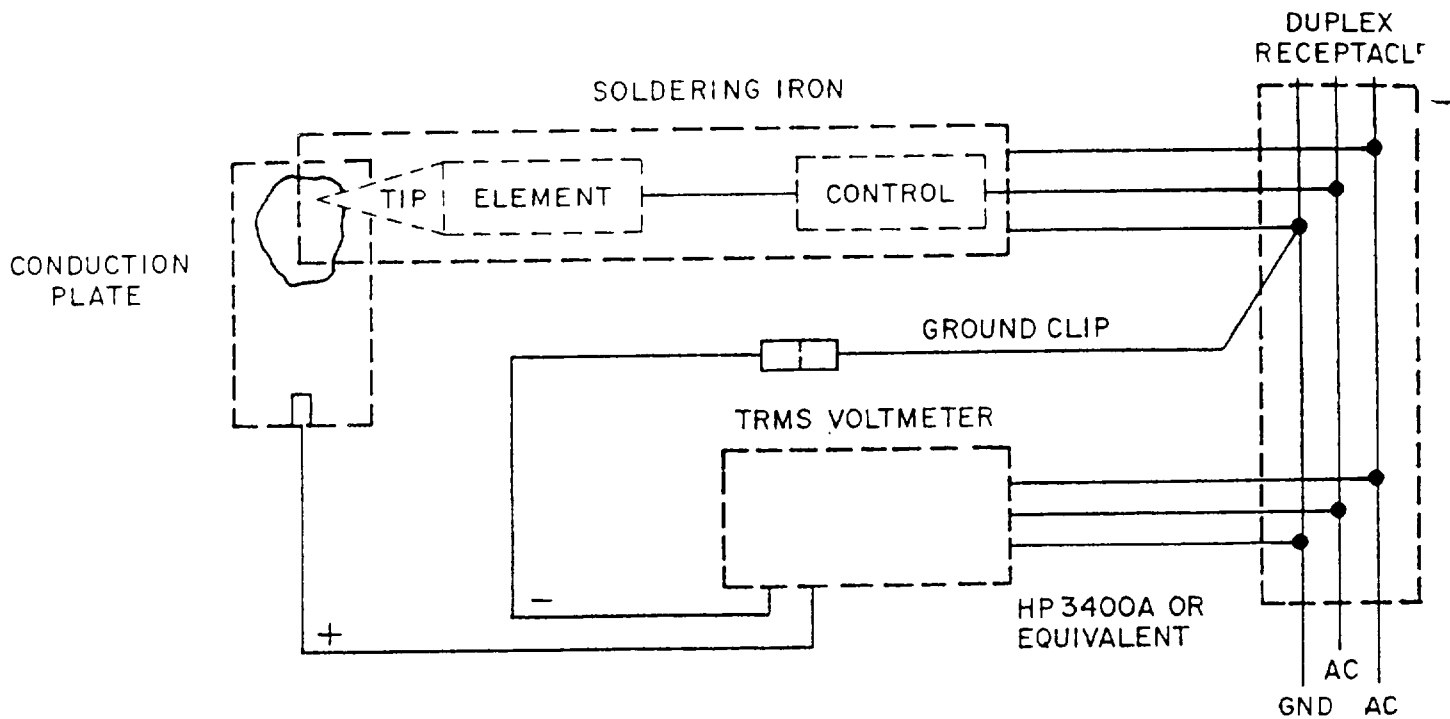 DUPLEX
RECEPTACLE
SOLDERING IRON
TIP
ELEMENT
CONTROL
CONDUCTION
PLATE
GROUND CLIP
TRMS VOLTMETER
−
+
HP 3400A OR
EQUIVALENT
AC
GND AC